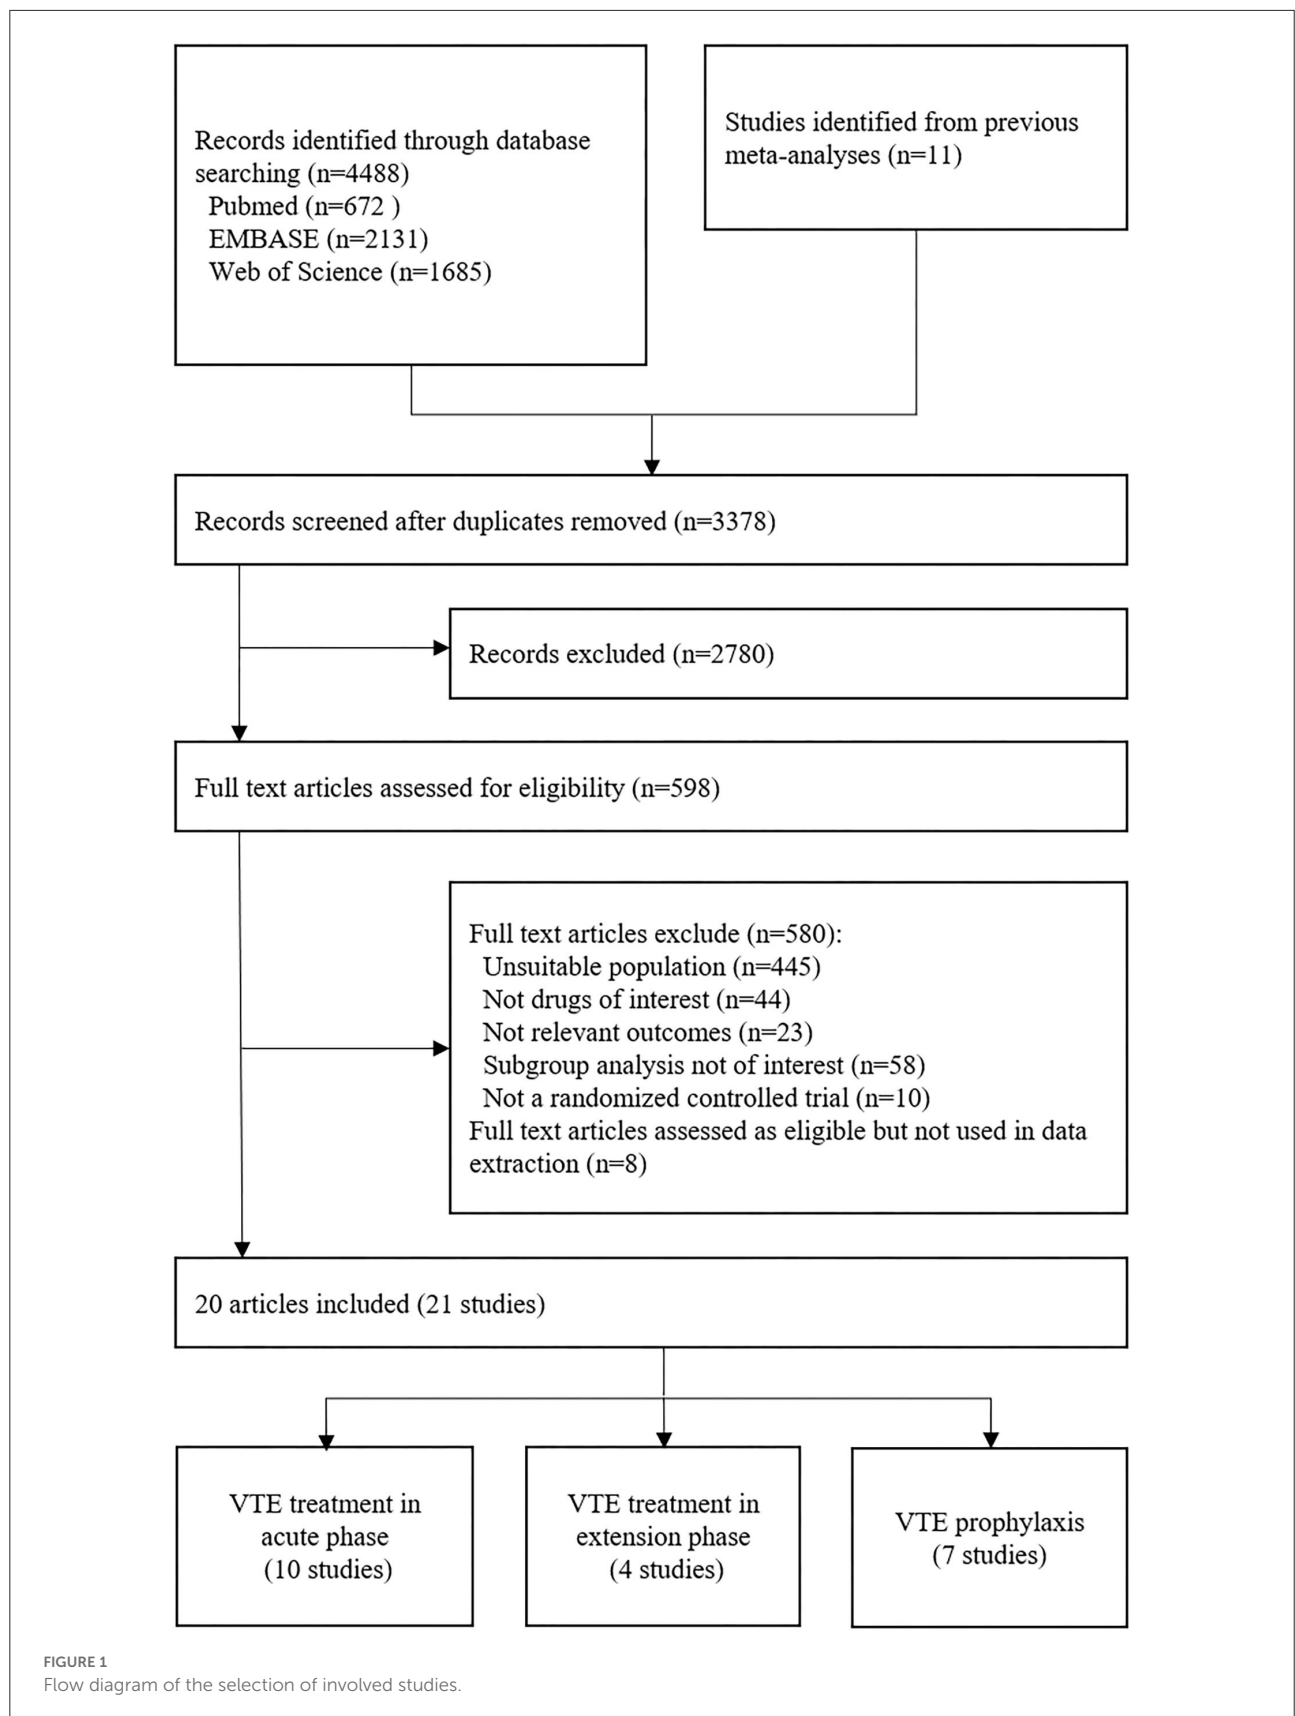 Records identified through database
searching (n=4488)
Pubmed (n=672 )
EMBASE (n=2131)
Web of Science (n=1685)
Studies identified from previous
meta-analyses (n=11)
Records screened after duplicates removed (n=3378)
Records excluded (n=2780)
Full text articles assessed for eligibility (n=598)
Full text articles exclude (n=580):
Unsuitable population (n=445)
Not drugs of interest (n=44)
Not relevant outcomes (n=23)
Subgroup analysis not of interest (n=58)
Not a randomized controlled trial (n=10)
Full text articles assessed as eligible but not used in data
extraction (n=8)
20 articles included (21 studies)
VTE treatment in
acute phase
(10 studies)
VTE treatment in
extension phase
(4 studies)
VTE prophylaxis
(7 studies)
FIGURE 1
Flow diagram of the selection of involved studies.